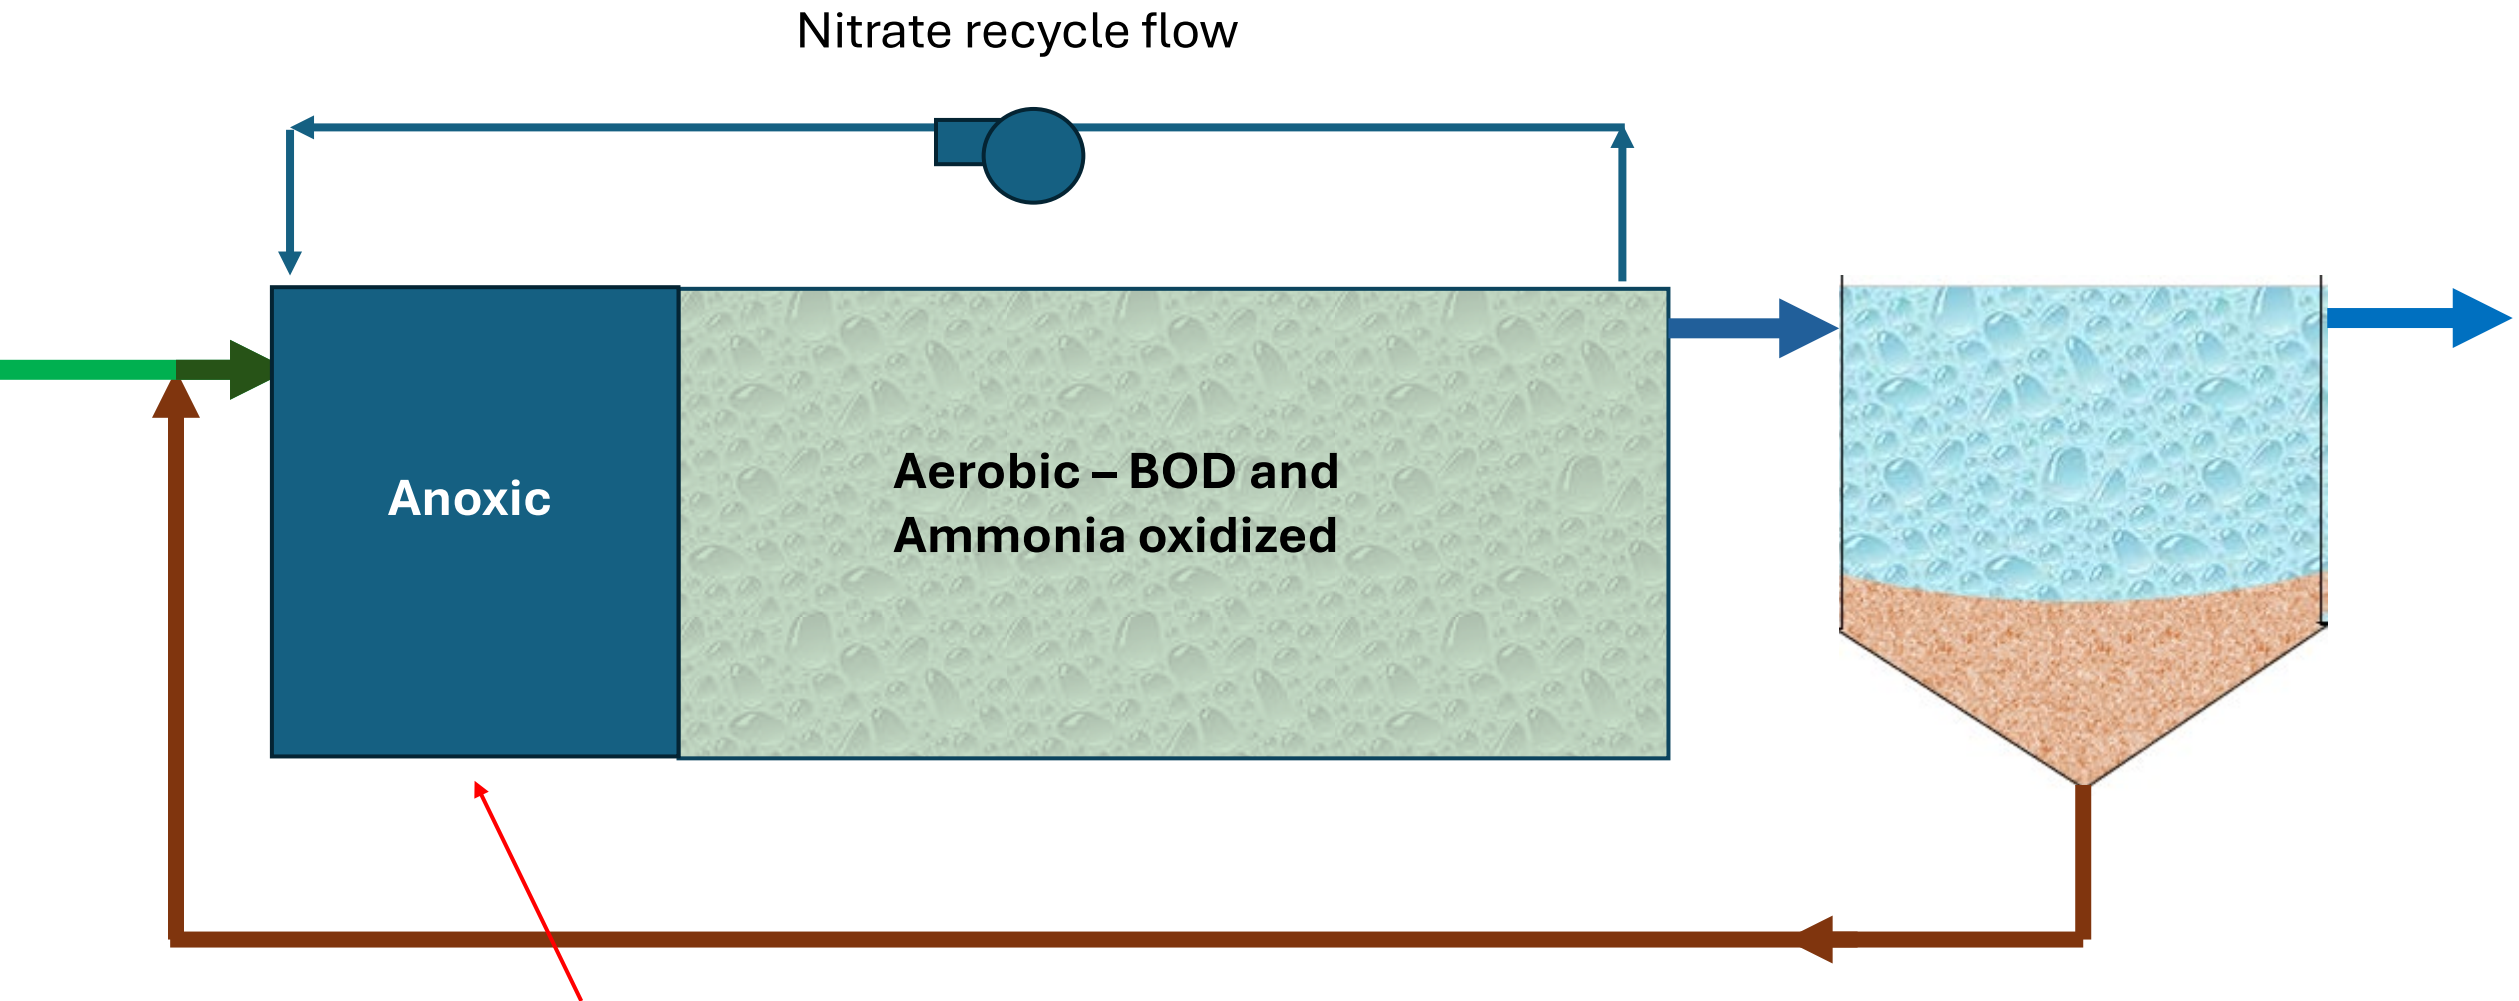 Nitrate recycle flow
Anoxic
Aerobic – BOD and
Ammonia oxidized